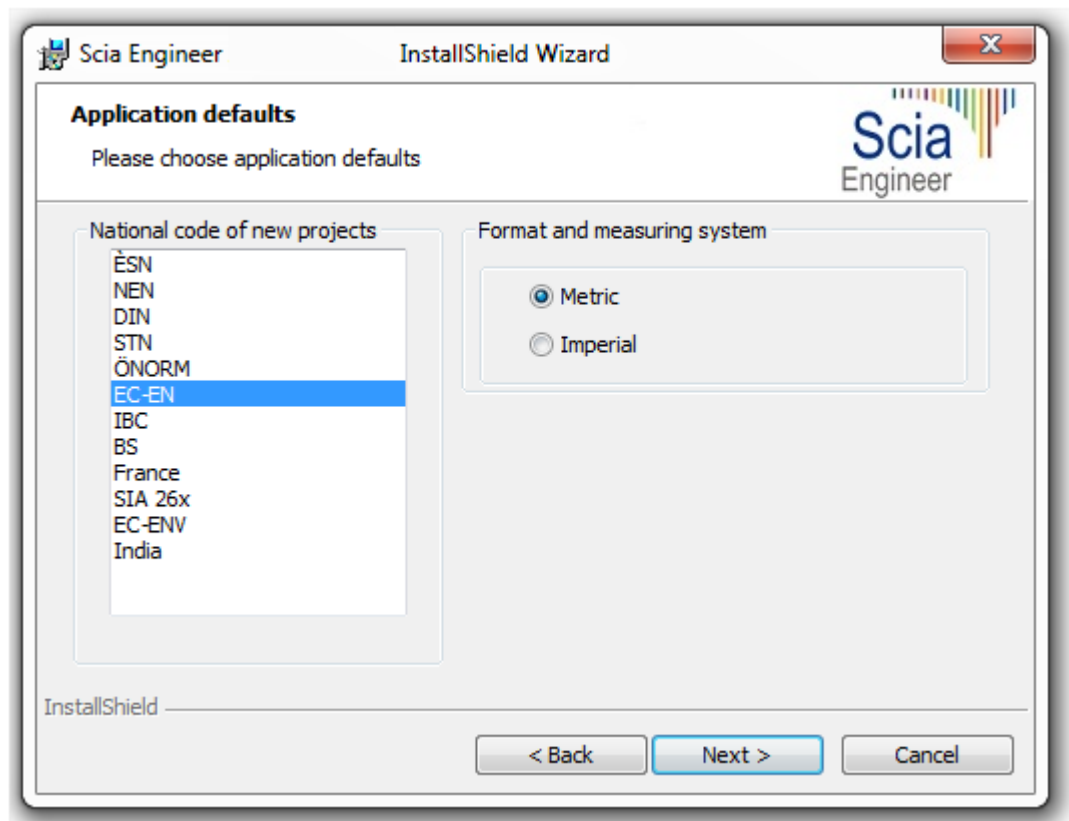 Scia Engineer InstallShield Wizard
Application defaults
Please choose application defaults
Scia
Engineer
National code of new projects
ÈSN
NEN
DIN
STN
ÖNORM
EC-EN
IBC
BS
France
SIA 26x
EC-ENV
India
Format and measuring system
Metric
Imperial
InstallShield
< Back Next > Cancel